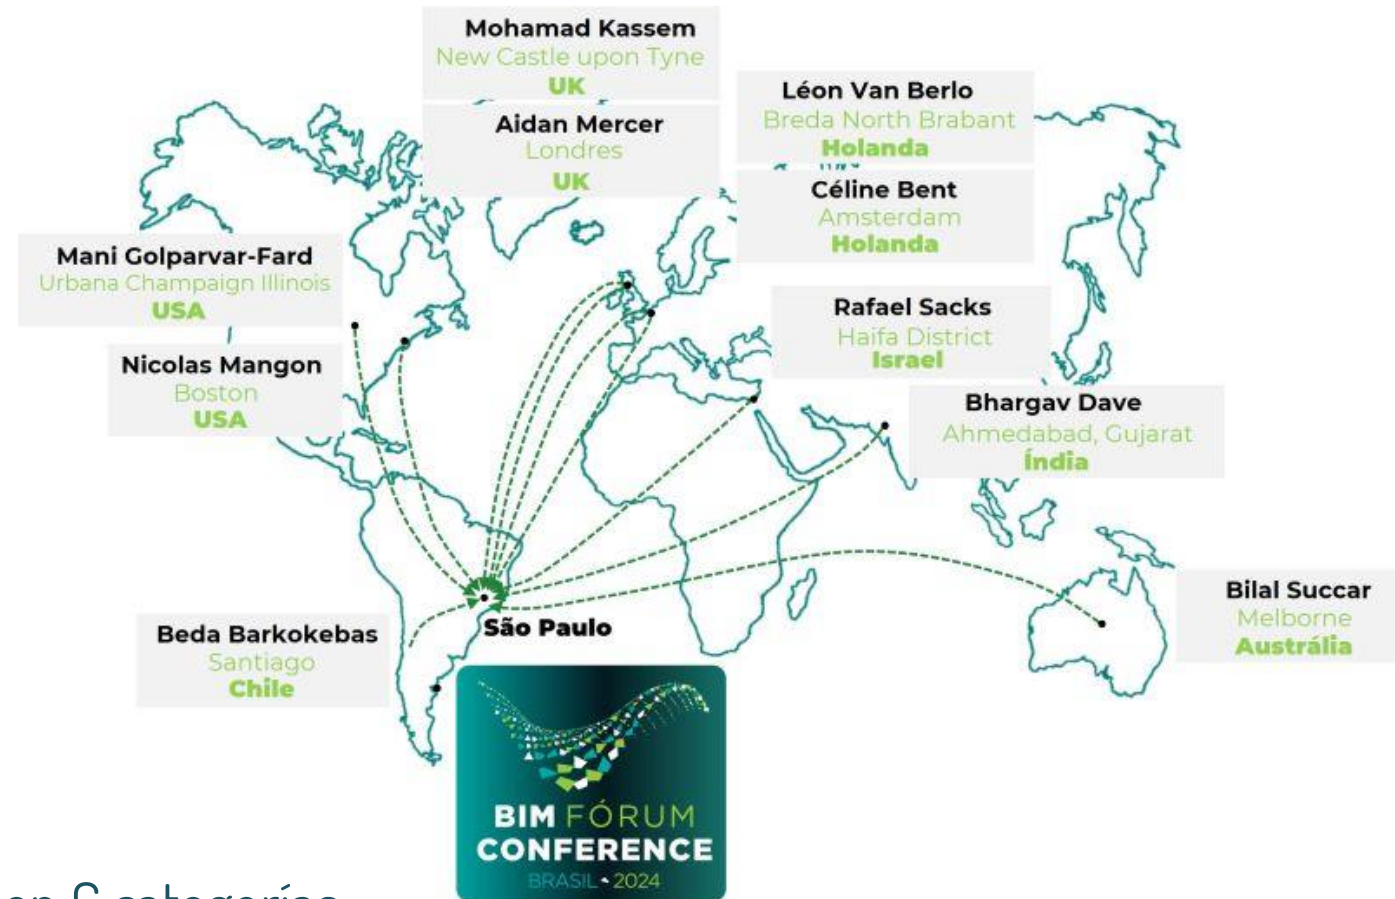 Mohamad Kassem
New Castle upon Tyne
UK
Aidan Mercer
Londres
UK
Léon Van Berlo
Breda North Brabant
Holanda
Céline Bent
Amsterdam
Holanda
Mani Golparvar-Fard
Urbana Champaign Illinois
USA
Nicolas Mangon
Boston
USA
Rafael Sacks
Haifa District
Israel
Bhargav Dave
Ahmedabad, Gujarat
Índia
Bilal Succar
Melborne
Austrália
Beda Barkokebas
Santiago
Chile
São Paulo
BIM FÓRUM
CONFERENCE
BRASIL 2024